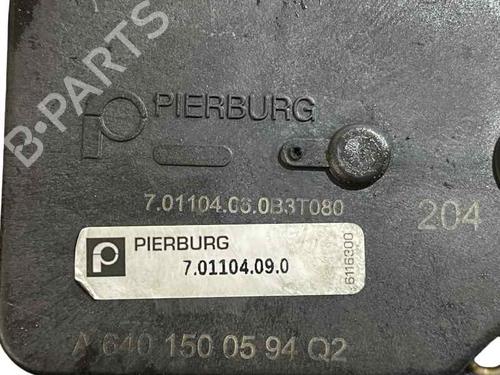 B-PARTS
PIERBURG
7.01104.06.0B3T080
204
PIERBURG
7.01104.09.0
6116300
A 640 150 05 94 Q2